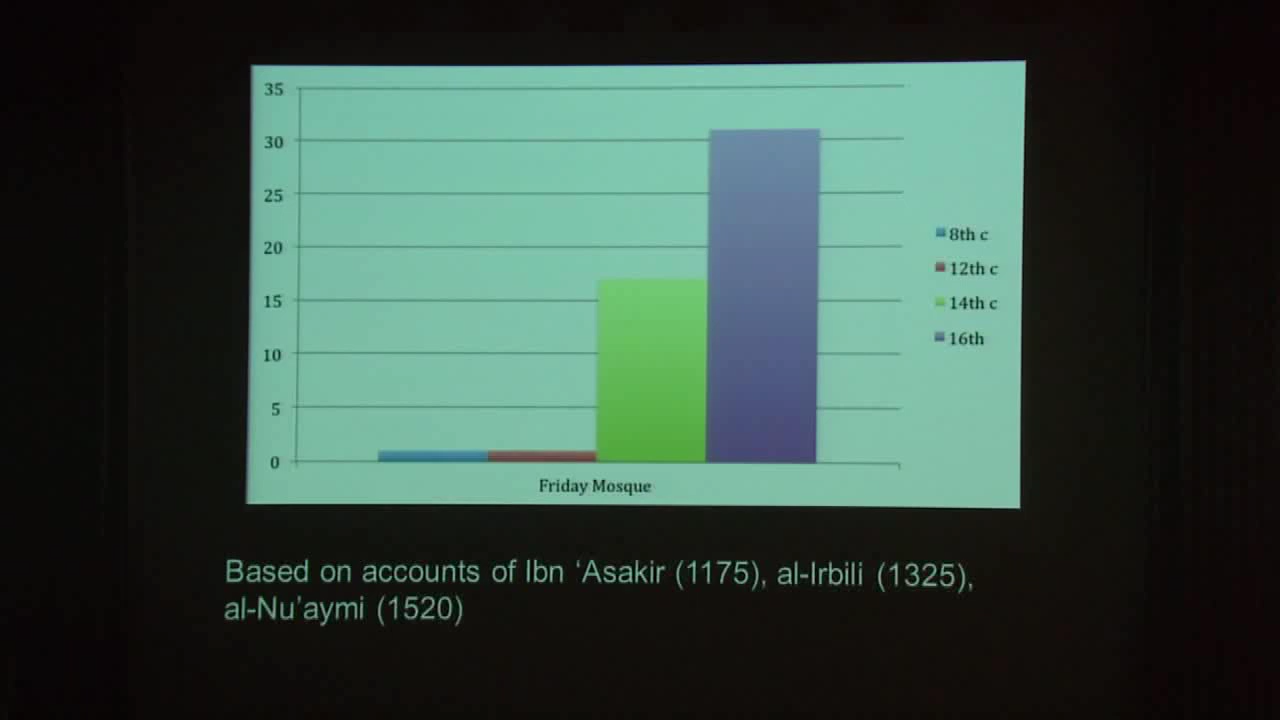 35
30
25
20
15
10
5
0
Friday Mosque
8th c
12th c
14th c
16th
Based on accounts of Ibn ‘Asakir (1175), al-Irbili (1325),
al-Nu’aymi (1520)